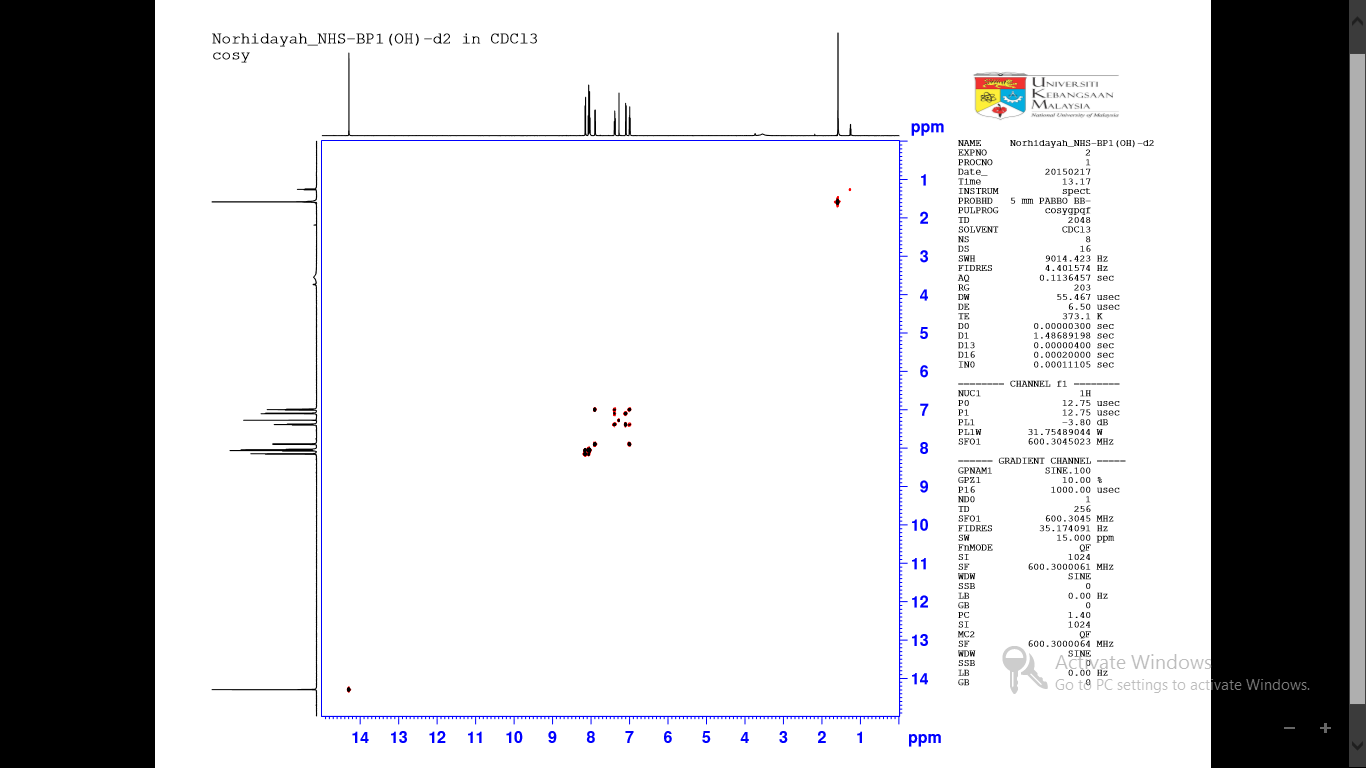 Norhidayah_NHS-BP1(OH)-d2 in CDCl3
cosy
UNIVERSITI
KEBANGSAAN
MALAYSIA
National University of Malaysia
ppm
1
2
3
4
5
6
7
8
9
10
11
12
13
14
14 13 12 11 10 9 8 7 6 5 4 3 2 1 ppm
NAME Norhidayah_NHS-BP1(OH)-d2
EXPNO 2
PROCNO 1
Date_ 20150217
Time 13.17
INSTRUM spect
PROBHD 5 mm PABBO BB-
PULPROG cosygpqf
TD 2048
SOLVENT CDCl3
NS 8
DS 16
SWH 9014.423 Hz
FIDRES 4.401574 Hz
AQ 0.1136457 sec
RG 203
DW 55.467 usec
DE 6.50 usec
TE 373.1 K
D0 0.00000300 sec
D1 1.48689198 sec
D13 0.00000400 sec
D16 0.00020000 sec
IN0 0.00011105 sec
======== CHANNEL f1 ========
NUC1 1H
P0 12.75 usec
P1 12.75 usec
PL1 -3.80 dB
PL1W 31.75489044 W
SFO1 600.3045023 MHz
====== GRADIENT CHANNEL =====
GPNAM1 SINE.100
GPZ1 10.00 %
P16 1000.00 usec
ND0 1
TD 256
SFO1 600.3045 MHz
FIDRES 35.174091 Hz
SW 15.000 ppm
FnMODE QF
SI 1024
SF 600.3000061 MHz
WDW SINE
SSB 0
LB 0.00 Hz
GB 0
PC 1.40
SI 1024
MC2 QF
SF 600.3000064 MHz
WDW SINE
SSB 0
LB 0.00 Hz
GB 0
Activate Windows
Go to PC settings to activate Windows.